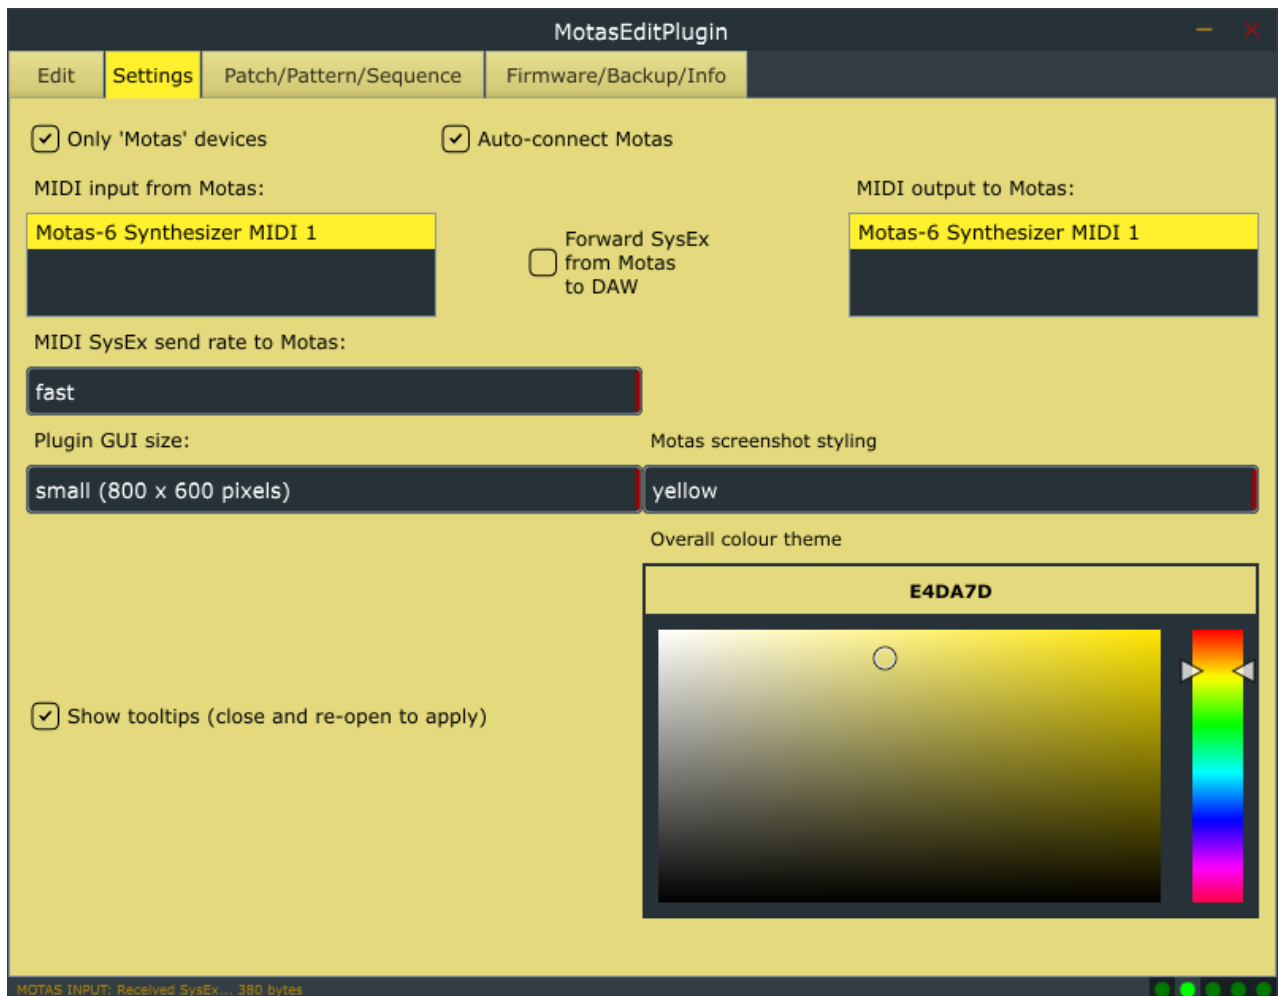 MotasEditPlugin
Edit
Settings
Patch/Pattern/Sequence
Firmware/Backup/Info
Only 'Motas' devices
Auto-connect Motas
MIDI input from Motas:
MIDI output to Motas:
Motas-6 Synthesizer MIDI 1
Forward SysEx
from Motas
to DAW
Motas-6 Synthesizer MIDI 1
MIDI SysEx send rate to Motas:
fast
Plugin GUI size:
Motas screenshot styling
small (800 x 600 pixels)
yellow
Overall colour theme
E4DA7D
Show tooltips (close and re-open to apply)
MOTAS INPUT: Received SysEx... 380 bytes